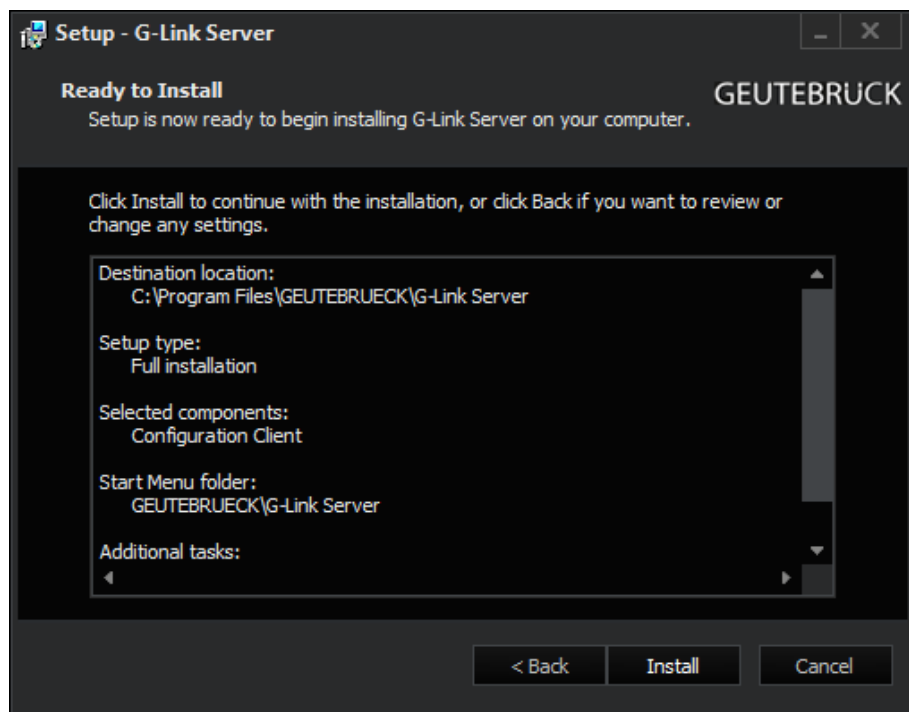 Setup - G-Link Server
Ready to Install
Setup is now ready to begin installing G-Link Server on your computer.
GEUTEBRÜCK
Click Install to continue with the installation, or click Back if you want to review or
change any settings.
Destination location:
C:\Program Files\GEUTEBRUECK\G-Link Server
Setup type:
Full installation
Selected components:
Configuration Client
Start Menu folder:
GEUTEBRUECK\G-Link Server
Additional tasks:
< Back
Install
Cancel